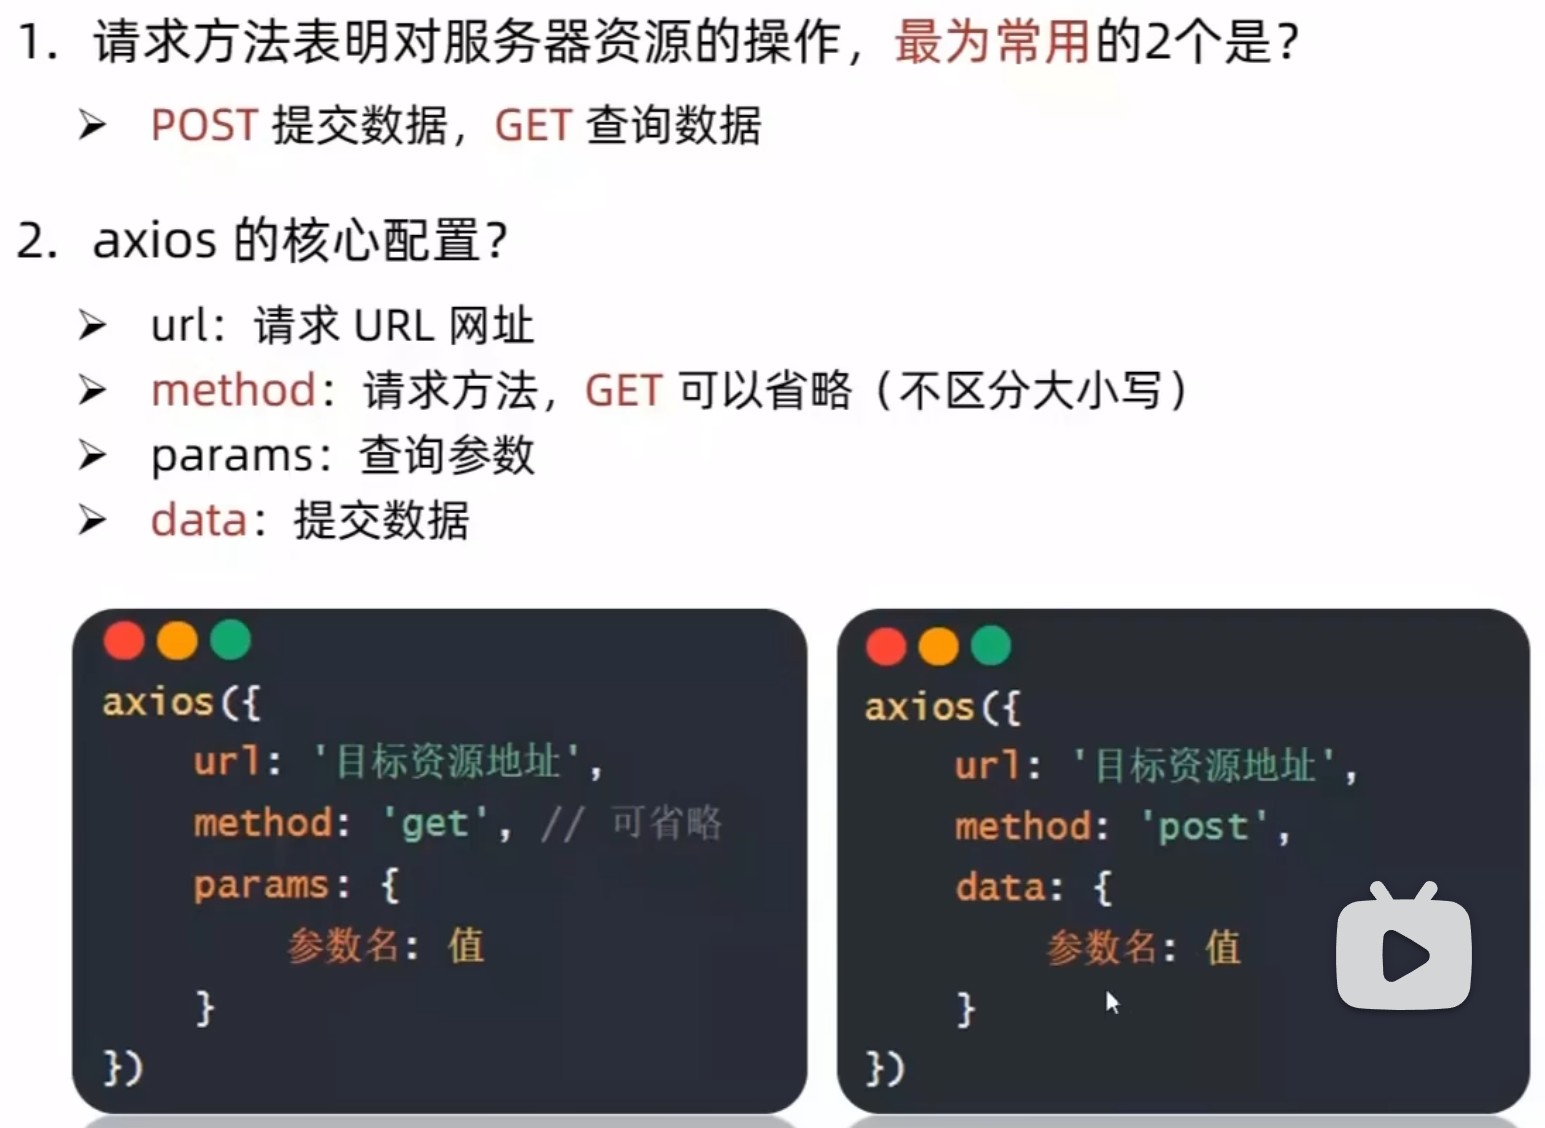 1. 请求方法表明对服务器资源的操作，最为常用的2个是？
➢ POST 提交数据，GET 查询数据
2. axios 的核心配置？
➢ url：请求 URL 网址
➢ method：请求方法，GET 可以省略（不区分大小写）
➢ params：查询参数
➢ data：提交数据
axios({
url: '目标资源地址',
method: 'get', // 可省略
params: {
参数名: 值
}
})
axios({
url: '目标资源地址',
method: 'post',
data: {
参数名: 值
}
})